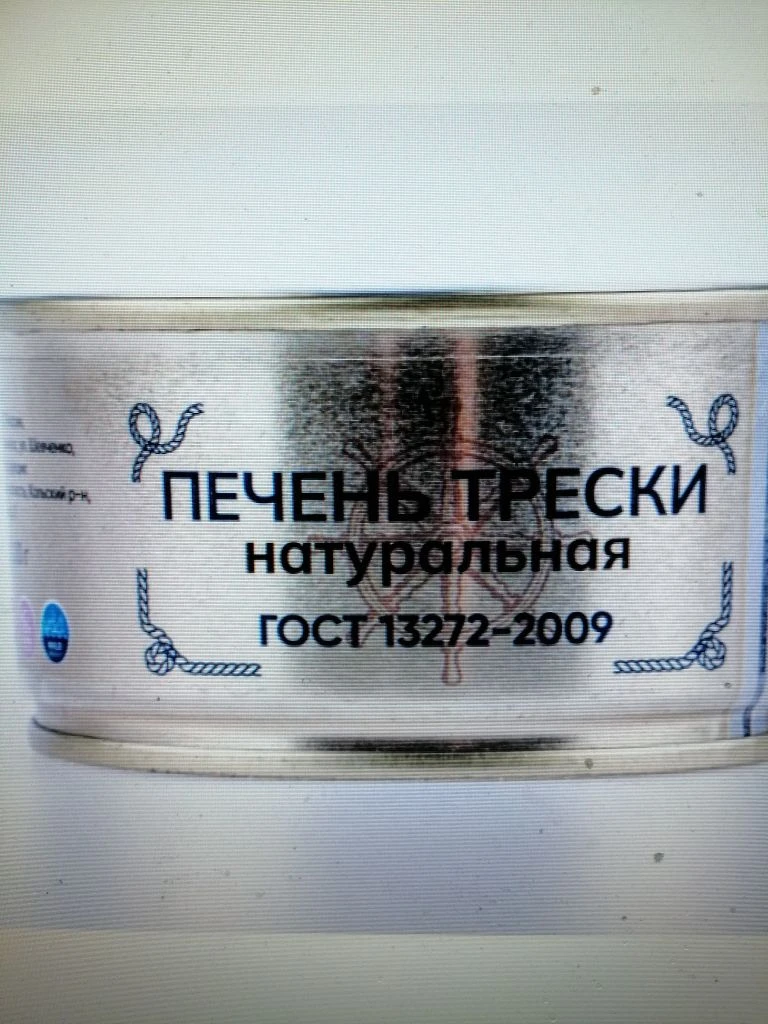 ПЕЧЕНЬ ТРЕСКИ
натуральная
ГОСТ 13272-2009
р-н,